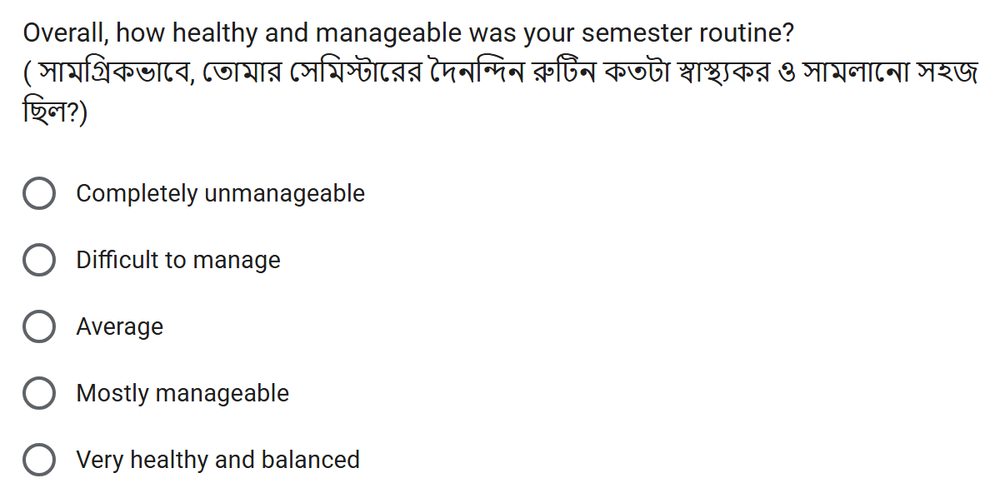 Overall, how healthy and manageable was your semester routine?
( সামগ্রিকভাবে, তোমার সেমিস্টারের দৈনন্দিন রুটিন কতটা স্বাস্থ্যকর ও সামলানো সহজ
ছিল?)
Completely unmanageable
Difficult to manage
Average
Mostly manageable
Very healthy and balanced